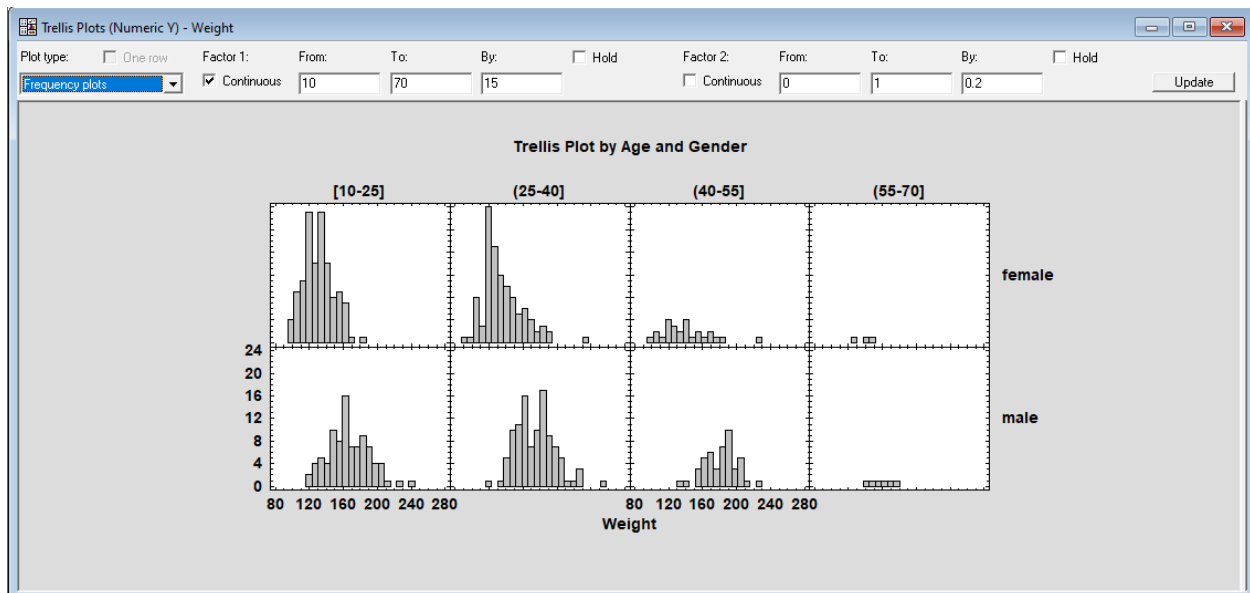 Trellis Plots (Numeric Y) - Weight
Plot type: One row Factor 1: From: To: By: Hold Factor 2: From: To: By: Hold
Frequency plots Continuous 10 70 15 Continuous 0 1 0.2 Update
Trellis Plot by Age and Gender
[10-25] (25-40] (40-55] (55-70]
female
24
20
16
12
male
8
4
0
80 120 160 200 240 280 80 120 160 200 240 280
Weight